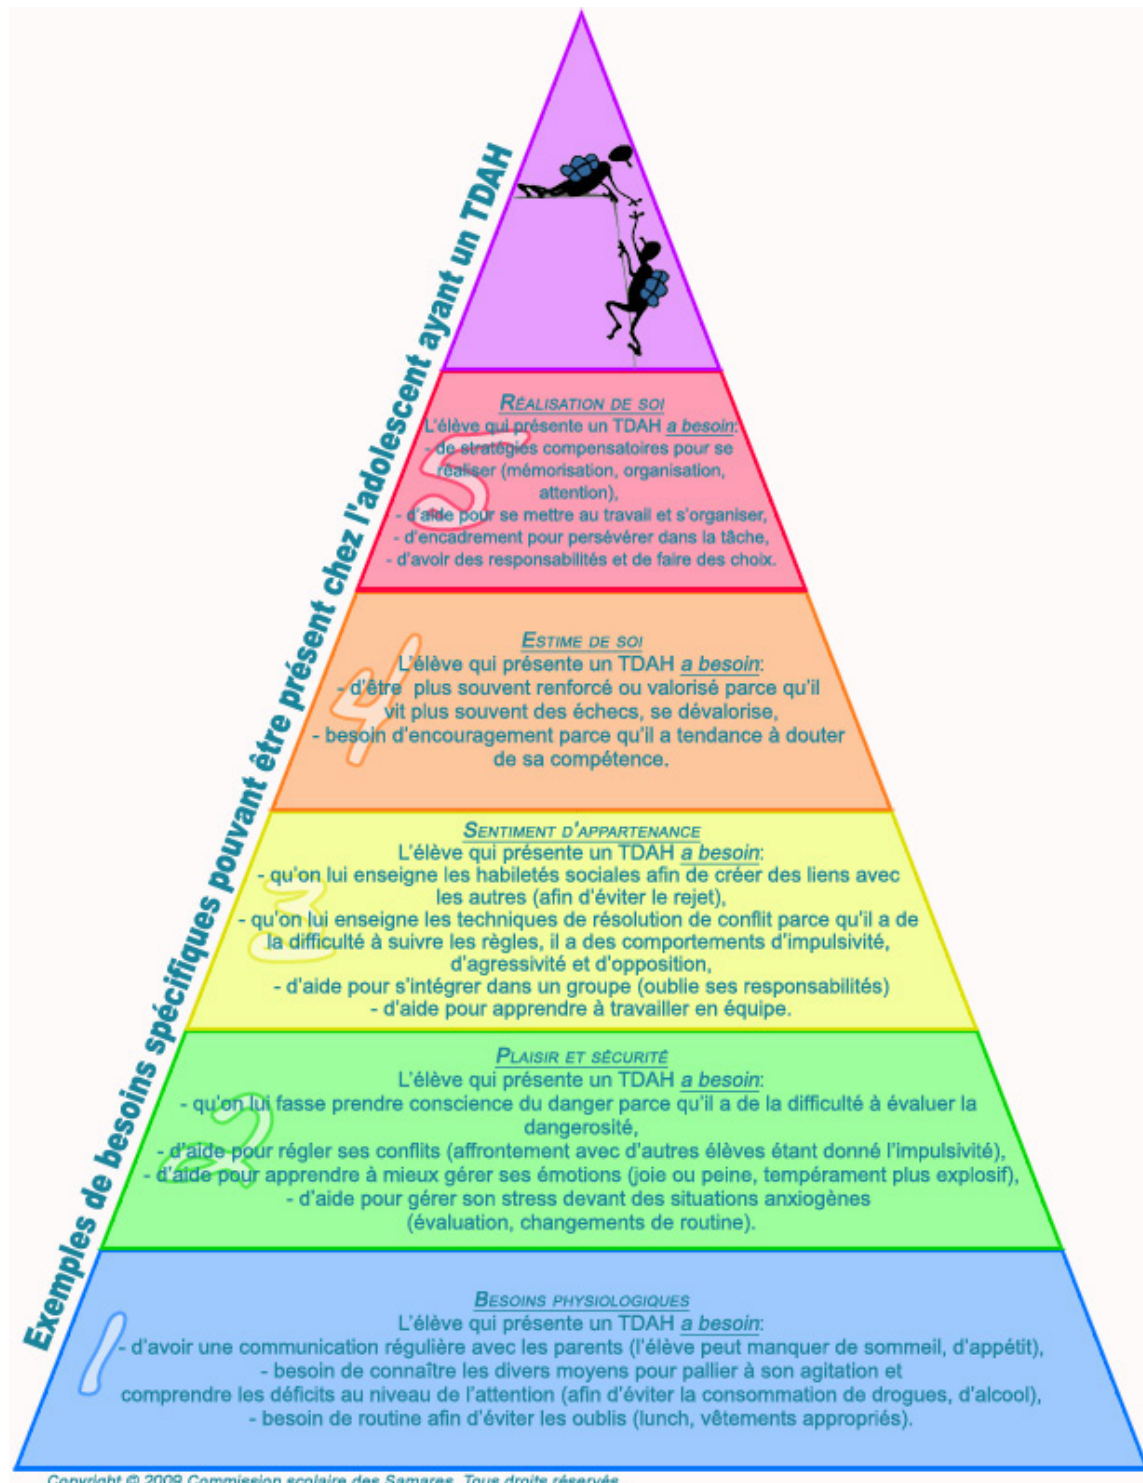 Exemples de besoins spécifiques pouvant être présent chez l'adolescent ayant un TDAH
5
RÉALISATION DE SOI
L'élève qui présente un TDAH a besoin:
- de stratégies compensatoires pour se
réaliser (mémorisation, organisation,
attention),
- d'aide pour se mettre au travail et s'organiser,
- d'encadrement pour persévérer dans la tâche,
- d'avoir des responsabilités et de faire des choix.
4
ESTIME DE SOI
L'élève qui présente un TDAH a besoin:
- d'être plus souvent renforcé ou valorisé parce qu'il
vit plus souvent des échecs, se dévalorise,
- besoin d'encouragement parce qu'il a tendance à douter
de sa compétence.
3
SENTIMENT D'APPARTENANCE
L'élève qui présente un TDAH a besoin:
- qu'on lui enseigne les habiletés sociales afin de créer des liens avec
les autres (afin d'éviter le rejet),
- qu'on lui enseigne les techniques de résolution de conflit parce qu'il a de
la difficulté à suivre les règles, il a des comportements d'impulsivité,
d'agressivité et d'opposition,
- d'aide pour s'intégrer dans un groupe (oublie ses responsabilités)
- d'aide pour apprendre à travailler en équipe.
2
PLAISIR ET SÉCURITÉ
L'élève qui présente un TDAH a besoin:
- qu'on lui fasse prendre conscience du danger parce qu'il a de la difficulté à évaluer la
dangerosité,
- d'aide pour régler ses conflits (affrontement avec d'autres élèves étant donné l'impulsivité),
- d'aide pour apprendre à mieux gérer ses émotions (joie ou peine, tempérament plus explosif),
- d'aide pour gérer son stress devant des situations anxiogènes
(évaluation, changements de routine).
1
BESOINS PHYSIOLOGIQUES
L'élève qui présente un TDAH a besoin:
- d'avoir une communication régulière avec les parents (l'élève peut manquer de sommeil, d'appétit),
- besoin de connaître les divers moyens pour pallier à son agitation et
comprendre les déficits au niveau de l'attention (afin d'éviter la consommation de drogues, d'alcool),
- besoin de routine afin d'éviter les oublis (lunch, vêtements appropriés).
Copyright © 2009 Commission scolaire des Samares. Tous droits réservés